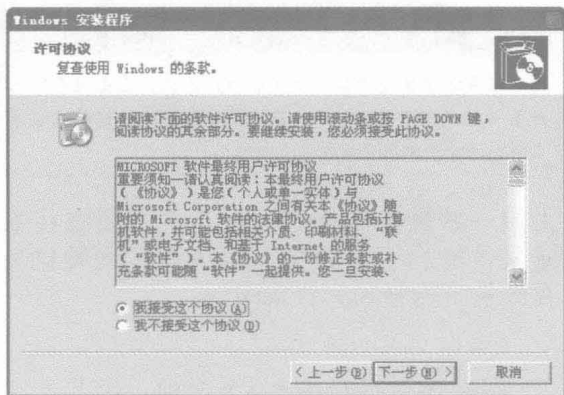 Windows 安装程序
许可协议
复查使用 Windows 的条款。
请阅读下面的软件许可协议。请使用滚动条或按 PAGE DOWN 键，
阅读协议的其余部分。要继续安装，您必须接受此协议。
MICROSOFT 软件最终用户许可协议
重要须知—请认真阅读：本最终用户许可协议
（《协议》）是您（个人或单一实体）与
Microsoft Corporation 之间有关本《协议》随
附的 Microsoft 软件的法律协议。产品包括计算
机软件，并可能包括相关介质、印刷材料、“联
机”或电子文档、和基于 Internet 的服务
（“软件”）。本《协议》的一份修正条款或补
充条款可能随“软件”一起提供。您一旦安装、
我接受这个协议(A)
我不接受这个协议(D)
< 上一步(B) 下一步(N) > 取消